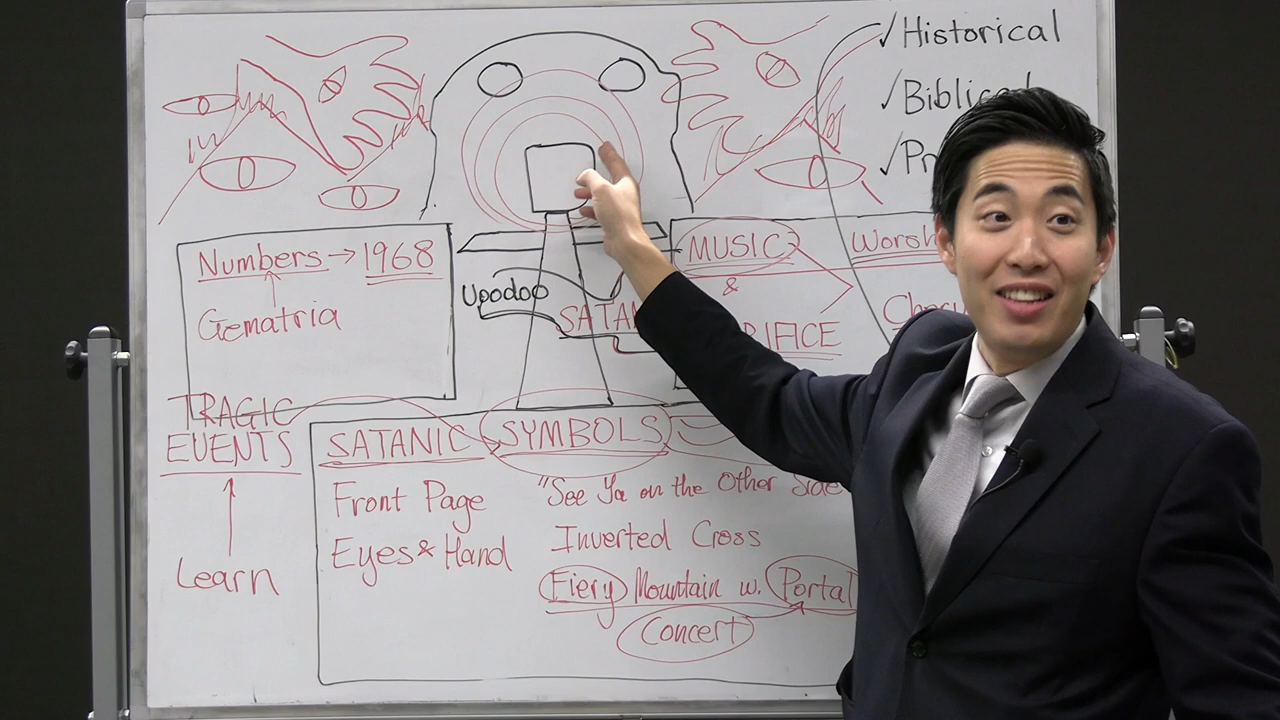 ✓Historical
✓
Numbers → 1968
Gematria
Voodoo
MUSIC
&
TRAGIC
EVENTS
Learn
SATANIC SYMBOLS
Front Page
Eyes & Hand
"See Ya on the Other Side
Inverted Cross
Fiery Mountain w. Portal
Concert